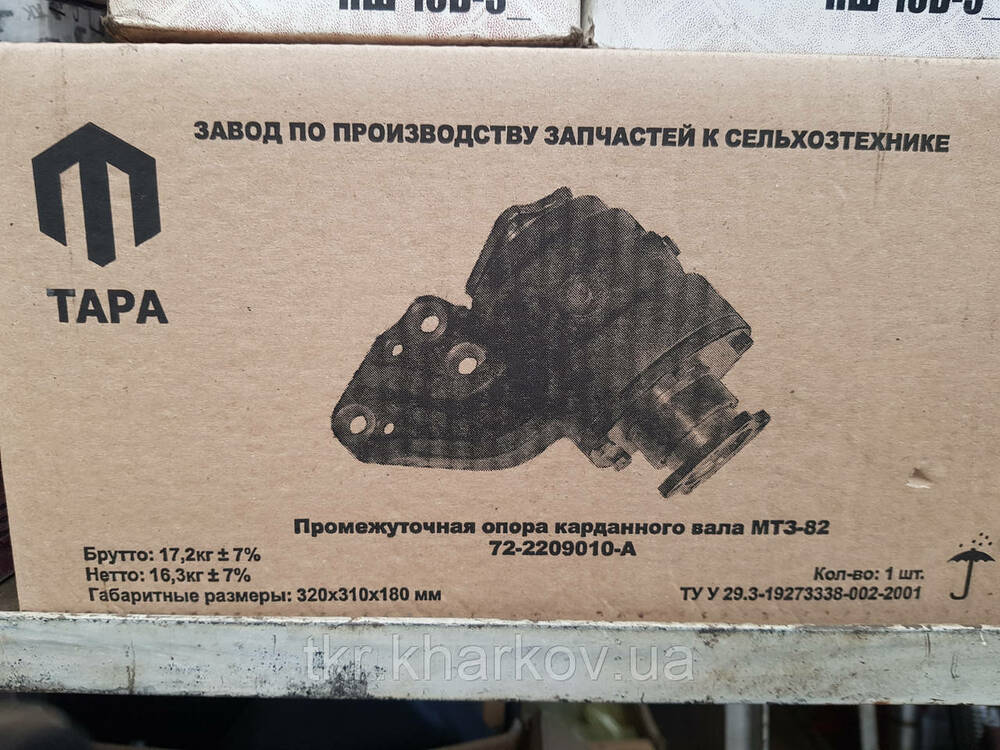 ЗАВОД ПО ПРОИЗВОДСТВУ ЗАПЧАСТЕЙ К СЕЛЬХОЗТЕХНИКЕ
ТАРА
Промежуточная опора карданного вала МТЗ-82
72-2209010-А
Брутто: 17,2кг ± 7%
Нетто: 16,3кг ± 7%
Габаритные размеры: 320х310х180 мм
Кол-во: 1 шт.
ТУ У 29.3-19273338-002-2001
tkr.kharkov.ua